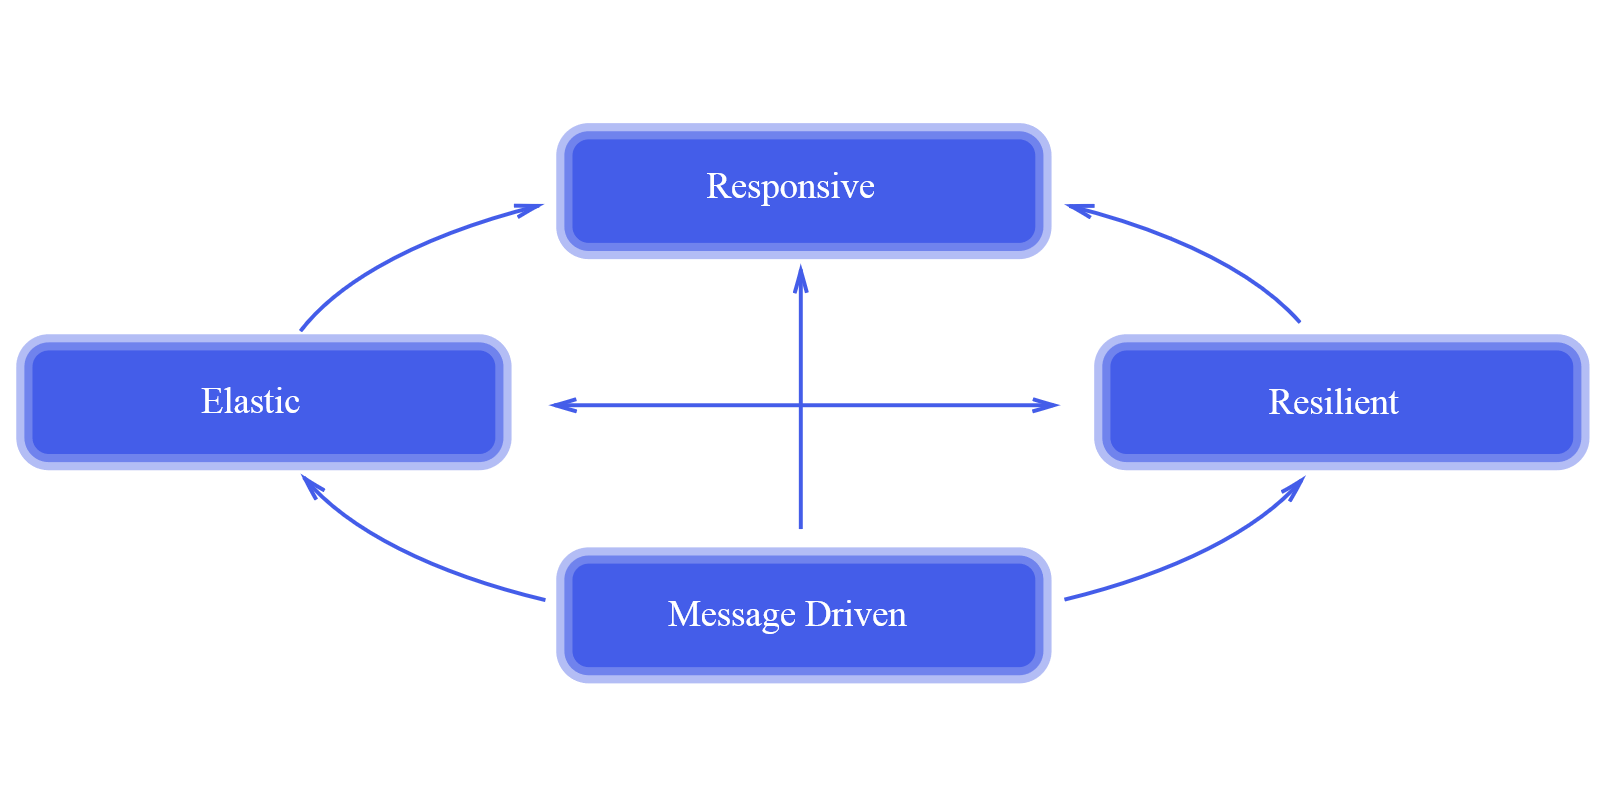 Responsive
Elastic
Resilient
Message Driven